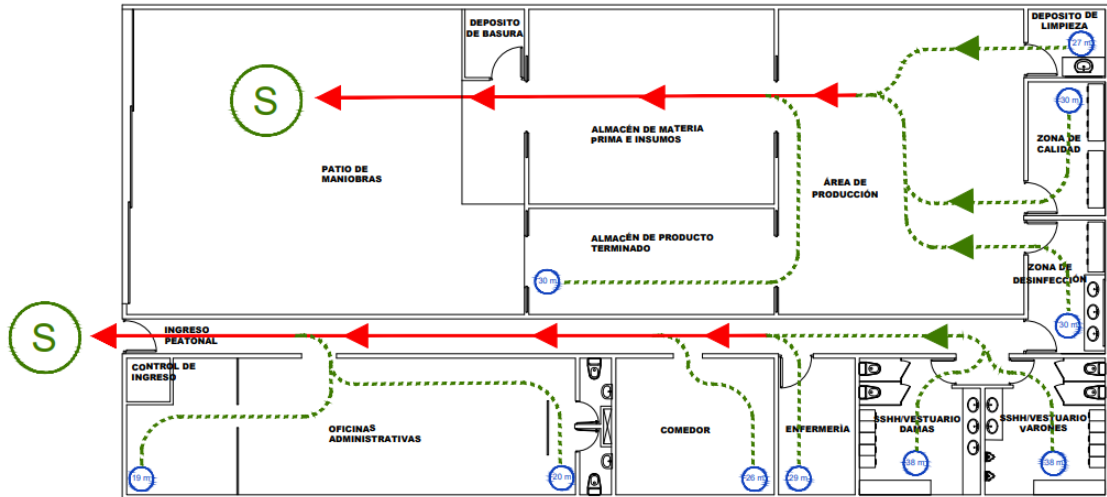 DEPOSITO
DE BASURA
DEPOSITO DE
LIMPIEZA
27 m
S
30 m
ALMACÉN DE MATERIA
PRIMA E INSUMOS
ZONA DE
CALIDAD
PATIO DE
MANIOBRAS
ÁREA DE
PRODUCCIÓN
ALMACÉN DE PRODUCTO
TERMINADO
30 m
ZONA DE
DESINFECCIÓN
30 m
S
INGRESO
PEATONAL
CONTROL DE
INGRESO
OFICINAS
ADMINISTRATIVAS
COMEDOR
ENFERMERÍA
SSHH/VESTUARIO
DAMAS
SSHH/VESTUARIO
VARONES
19 m
20 m
26 m
29 m
38 m
38 m